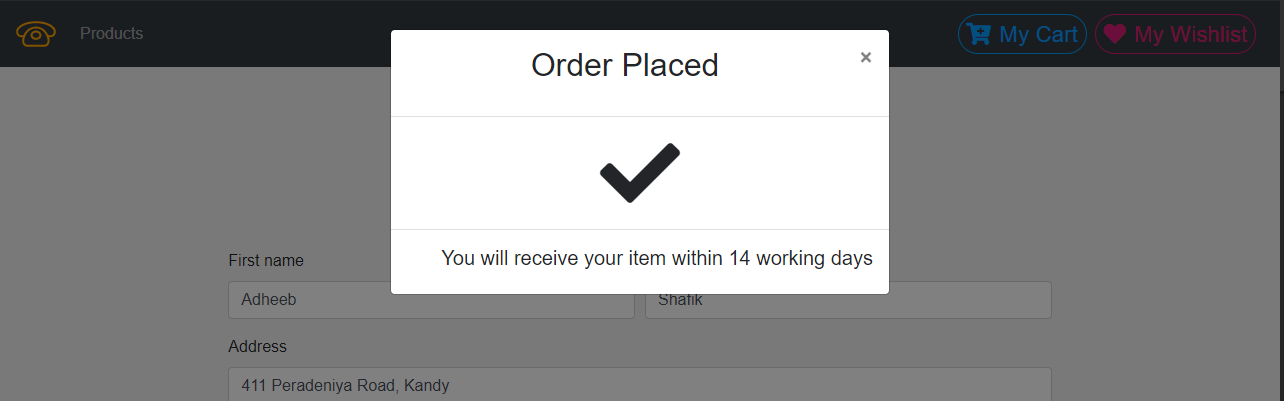 Products
My Cart
My Wishlist
Order Placed
×
You will receive your item within 14 working days
First name
Adheeb
Shafik
Address
411 Peradeniya Road, Kandy